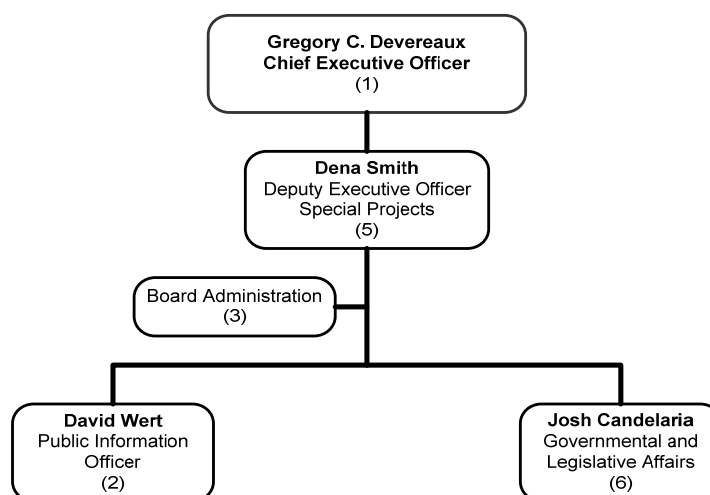 Gregory C. Devereaux
Chief Executive Officer
(1)
Dena Smith
Deputy Executive Officer
Special Projects
(5)
Board Administration
(3)
David Wert
Public Information
Officer
(2)
Josh Candelaria
Governmental and
Legislative Affairs
(6)